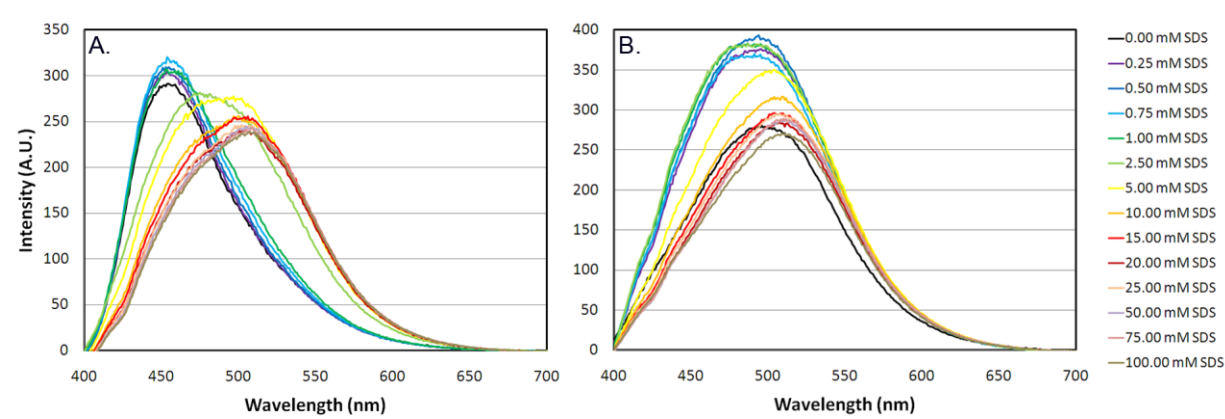 A.
Intensity (A.U.)
350
300
250
200
150
100
50
0
400 450 500 550 600 650 700
Wavelength (nm)
B.
400
350
300
250
200
150
100
50
0
400 450 500 550 600 650 700
Wavelength (nm)
0.00 mM SDS
0.25 mM SDS
0.50 mM SDS
0.75 mM SDS
1.00 mM SDS
2.50 mM SDS
5.00 mM SDS
10.00 mM SDS
15.00 mM SDS
20.00 mM SDS
25.00 mM SDS
50.00 mM SDS
75.00 mM SDS
100.00 mM SDS